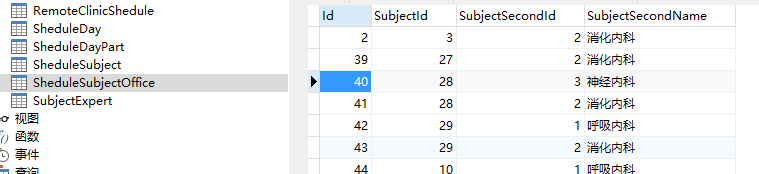 RemoteClinicShedule
SheduleDay
SheduleDayPart
SheduleSubject
SheduleSubjectOffice
SubjectExpert
视图
函数
事件
查询
Id SubjectId SubjectSecondId SubjectSecondName
2 3 2 消化内科
39 27 2 消化内科
40 28 3 神经内科
41 28 2 消化内科
42 29 1 呼吸内科
43 29 2 消化内科
44 10 1 呼吸内科